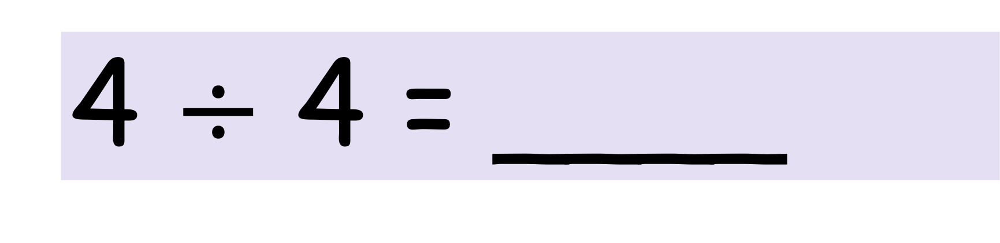 4 ÷ 4 = ____